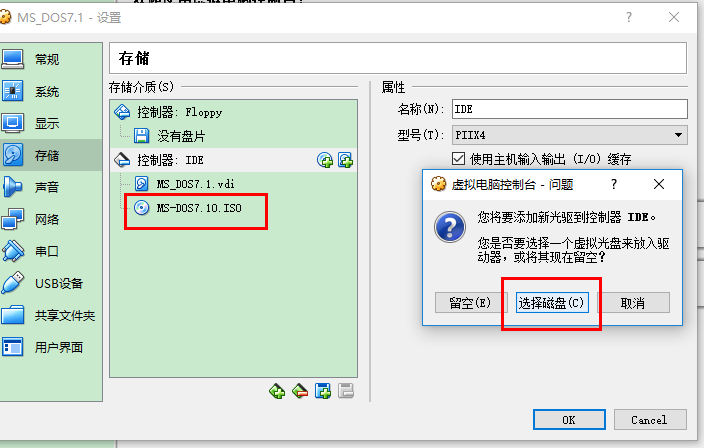 MS_DOS7.1 - 设置
常规
系统
显示
存储
声音
网络
串口
USB设备
共享文件夹
用户界面
存储
存储介质(S)
控制器: Floppy
没有盘片
控制器: IDE
MS_DOS7.1.vdi
MS-DOS7.10.ISO
属性
名称(N): IDE
型号(T): PIIX4
使用主机输入输出 (I/O) 缓存
虚拟电脑控制台 - 问题
您将要添加新光驱到控制器 IDE。
您是否要选择一个虚拟光盘来放入驱
动器，或将其现在留空？
留空(E) 选择磁盘(C) 取消
OK Cancel